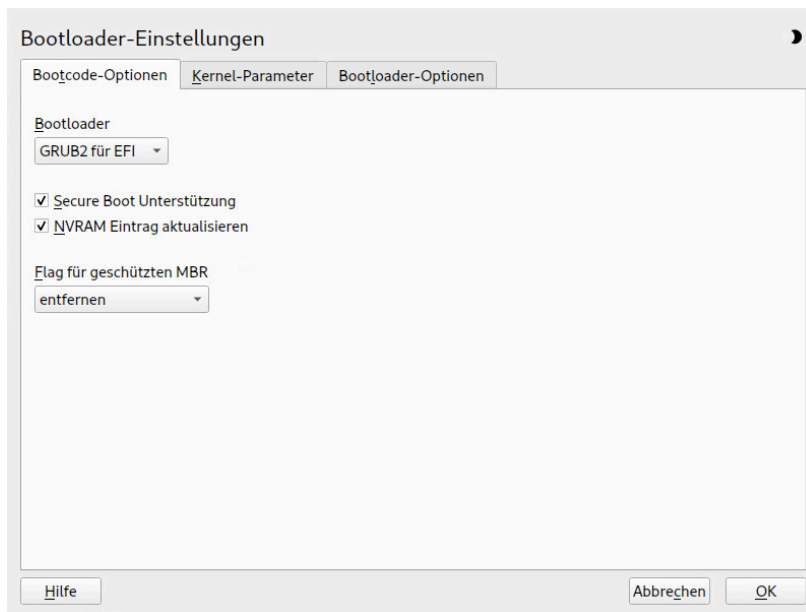 Bootloader-Einstellungen
Bootcode-Optionen Kernel-Parameter Bootloader-Optionen
Bootloader
GRUB2 für EFI
Secure Boot Unterstützung
NVRAM Eintrag aktualisieren
Flag für geschützten MBR
entfernen
Hilfe Abbrechen OK